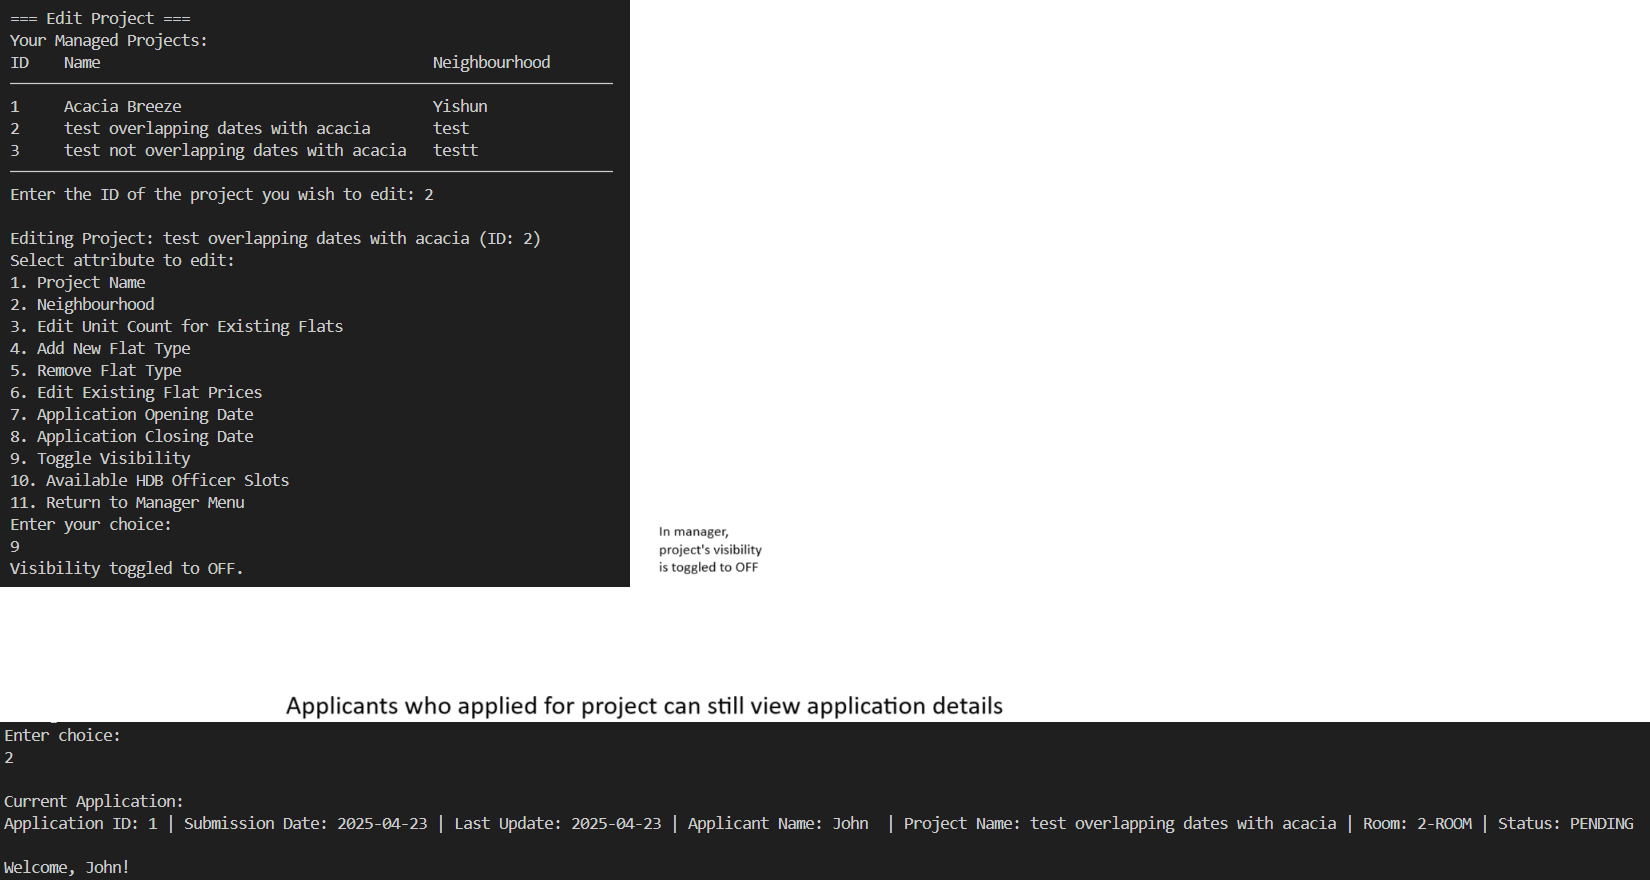 === Edit Project ===
Your Managed Projects:
ID    Name                                     Neighbourhood
1     Acacia Breeze                            Yishun
2     test overlapping dates with acacia       test
3     test not overlapping dates with acacia   testt
Enter the ID of the project you wish to edit: 2
Editing Project: test overlapping dates with acacia (ID: 2)
Select attribute to edit:
1. Project Name
2. Neighbourhood
3. Edit Unit Count for Existing Flats
4. Add New Flat Type
5. Remove Flat Type
6. Edit Existing Flat Prices
7. Application Opening Date
8. Application Closing Date
9. Toggle Visibility
10. Available HDB Officer Slots
11. Return to Manager Menu
Enter your choice:
9
Visibility toggled to OFF.
In manager,
project's visibility
is toggled to OFF
Applicants who applied for project can still view application details
Enter choice:
2
Current Application:
Application ID: 1 | Submission Date: 2025-04-23 | Last Update: 2025-04-23 | Applicant Name: John  | Project Name: test overlapping dates with acacia | Room: 2-ROOM | Status: PENDING
Welcome, John!